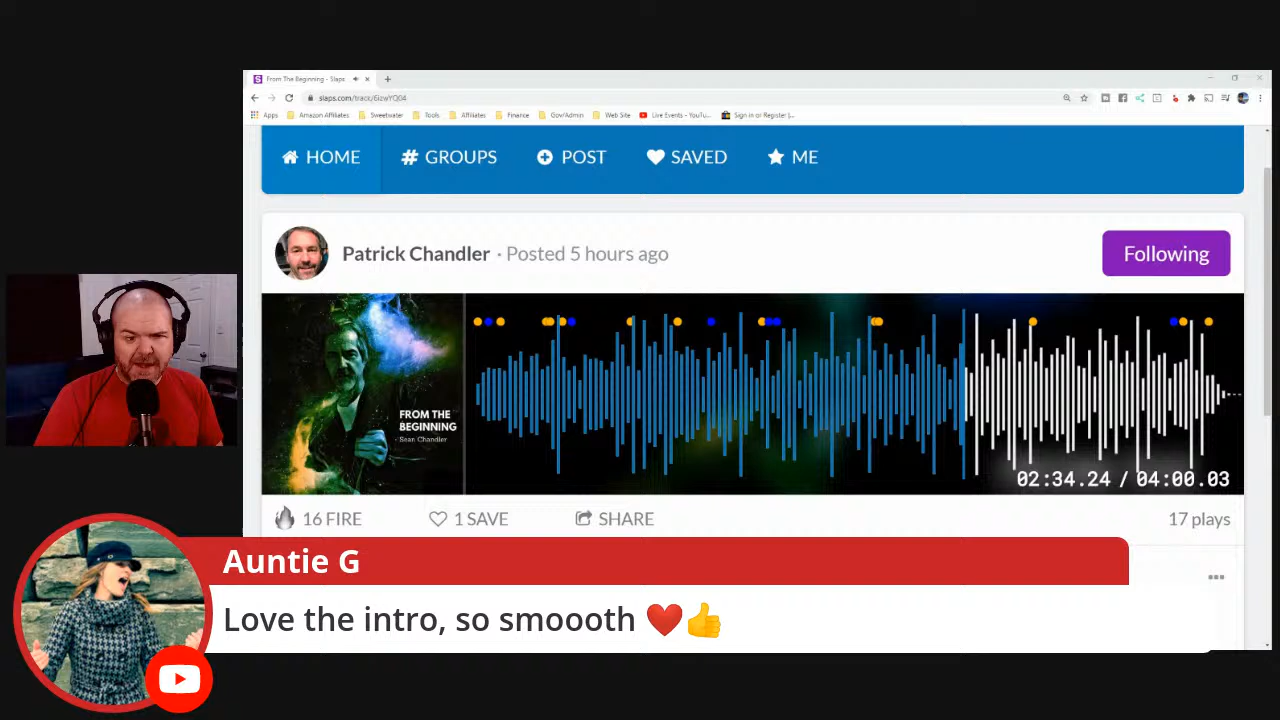 From The Beginning - Slaps
slaps.com/track/6izwYQ04
Apps Amazon Affiliates Sweetwater Tools Affiliates Finance Gov/Admin Web Site Live Events - YouTu... Sign in or Register |...
HOME GROUPS POST SAVED ME
Patrick Chandler · Posted 5 hours ago
Following
FROM THE
BEGINNING
- Sean Chandler
02:34.24 / 04:00.03
16 FIRE 1 SAVE SHARE 17 plays
Auntie G
Love the intro, so smoooth ❤️👍